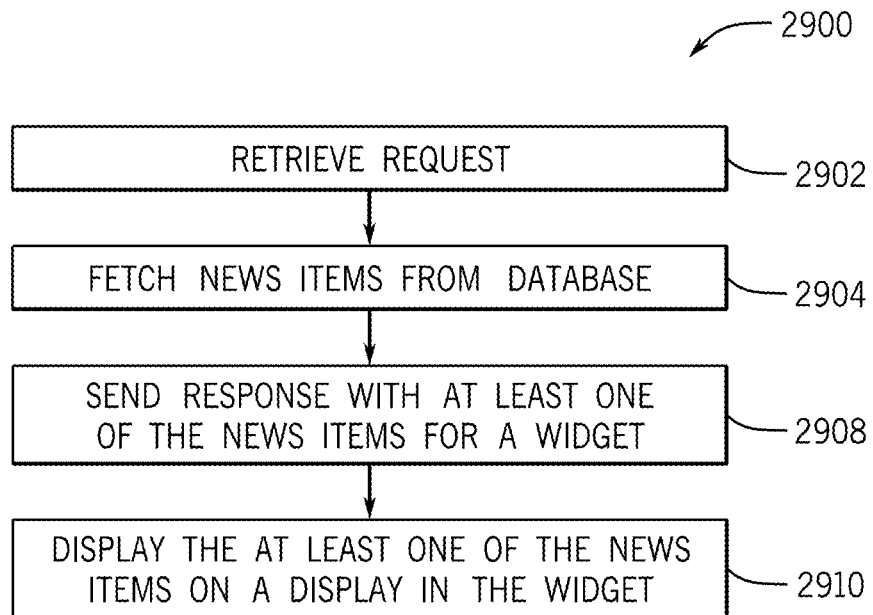 2900
RETRIEVE REQUEST
2902
FETCH NEWS ITEMS FROM DATABASE
2904
SEND RESPONSE WITH AT LEAST ONE
OF THE NEWS ITEMS FOR A WIDGET
2908
DISPLAY THE AT LEAST ONE OF THE NEWS
ITEMS ON A DISPLAY IN THE WIDGET
2910